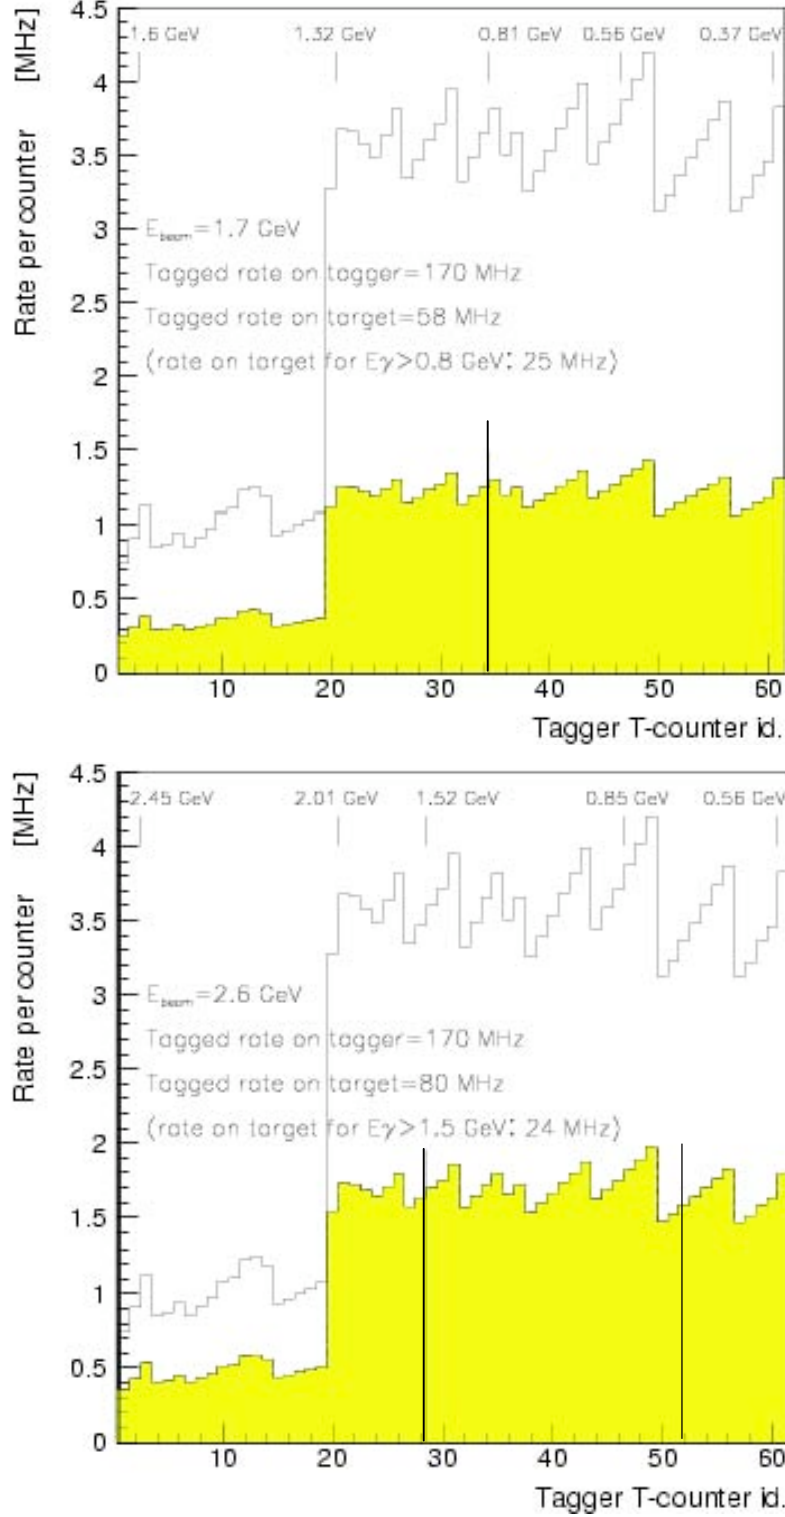 4.5
[MHz]
Rate per counter
1.6 GeV 1.32 GeV 0.81 GeV 0.56 GeV 0.37 GeV
4
3.5
3
E beam=1.7 GeV
Tagged rate on tagger=170 MHz
2.5
Tagged rate on target=58 MHz
(rate on target for Eγ>0.8 GeV: 25 MHz)
2
1.5
1
0.5
0
10 20 30 40 50 60
Tagger T-counter id.
4.5
[MHz]
Rate per counter
2.45 GeV 2.01 GeV 1.52 GeV 0.85 GeV 0.56 GeV
4
3.5
3
E beam=2.6 GeV
Tagged rate on tagger=170 MHz
2.5
Tagged rate on target=80 MHz
(rate on target for Eγ>1.5 GeV: 24 MHz)
2
1.5
1
0.5
0
10 20 30 40 50 60
Tagger T-counter id.